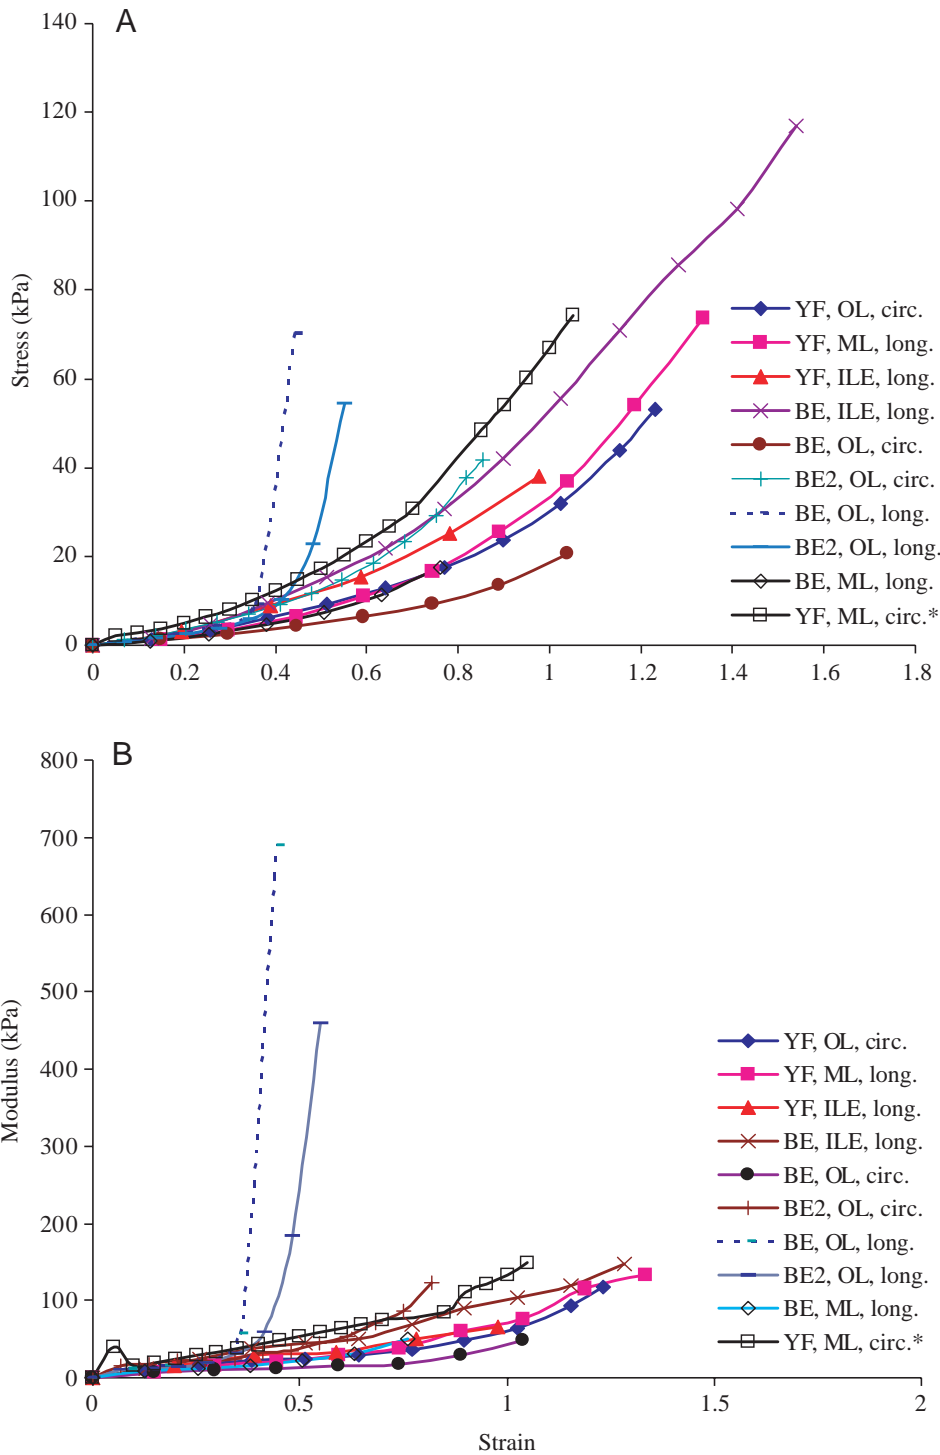 A
140
120
100
80
60
40
20
0
Stress (kPa)
0 0.2 0.4 0.6 0.8 1 1.2 1.4 1.6 1.8
YF, OL, circ.
YF, ML, long.
YF, ILE, long.
BE, ILE, long.
BE, OL, circ.
BE2, OL, circ.
BE, OL, long.
BE2, OL, long.
BE, ML, long.
YF, ML, circ.*
B
800
700
600
500
400
300
200
100
0
Modulus (kPa)
0 0.5 1 1.5 2
Strain
YF, OL, circ.
YF, ML, long.
YF, ILE, long.
BE, ILE, long.
BE, OL, circ.
BE2, OL, circ.
BE, OL, long.
BE2, OL, long.
BE, ML, long.
YF, ML, circ.*